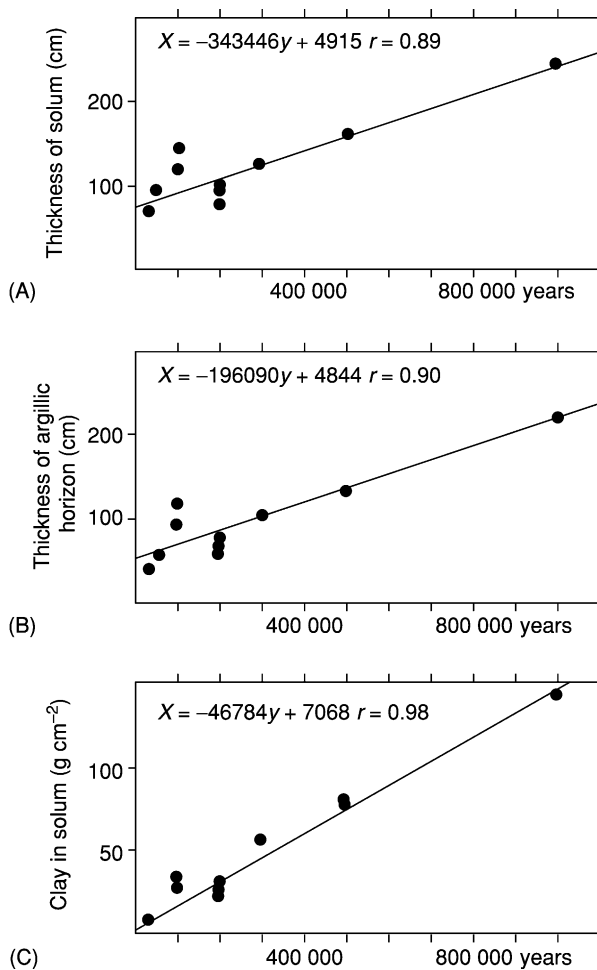 X = −343446y + 4915 r = 0.89
Thickness of solum (cm)
200
100
(A)
400 000
800 000 years
X = −196090y + 4844 r = 0.90
Thickness of argillic
horizon (cm)
200
100
(B)
400 000
800 000 years
X = −46784y + 7068 r = 0.98
Clay in solum (g cm⁻²)
100
50
(C)
400 000
800 000 years